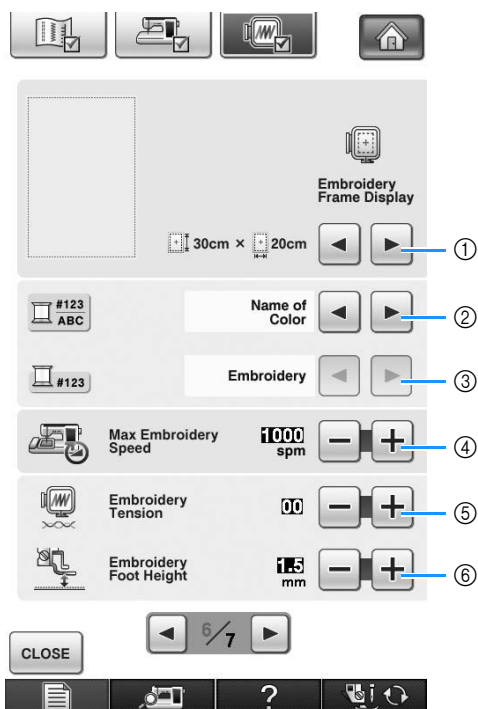 Embroidery
Frame Display
30cm × 20cm
①
#123
ABC
Name of
Color
②
#123
Embroidery
③
Max Embroidery
Speed
1000
spm
④
Embroidery
Tension
00
⑤
Embroidery
Foot Height
1.5
mm
⑥
6/7
CLOSE
?